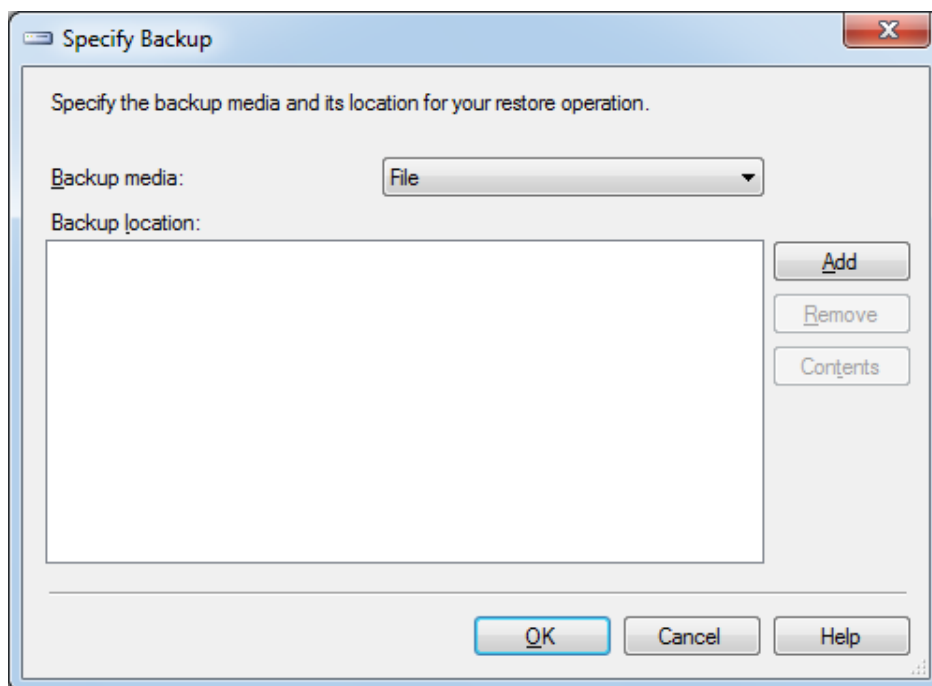 Specify Backup
Specify the backup media and its location for your restore operation.
Backup media: File
Backup location:
Add
Remove
Contents
OK Cancel Help